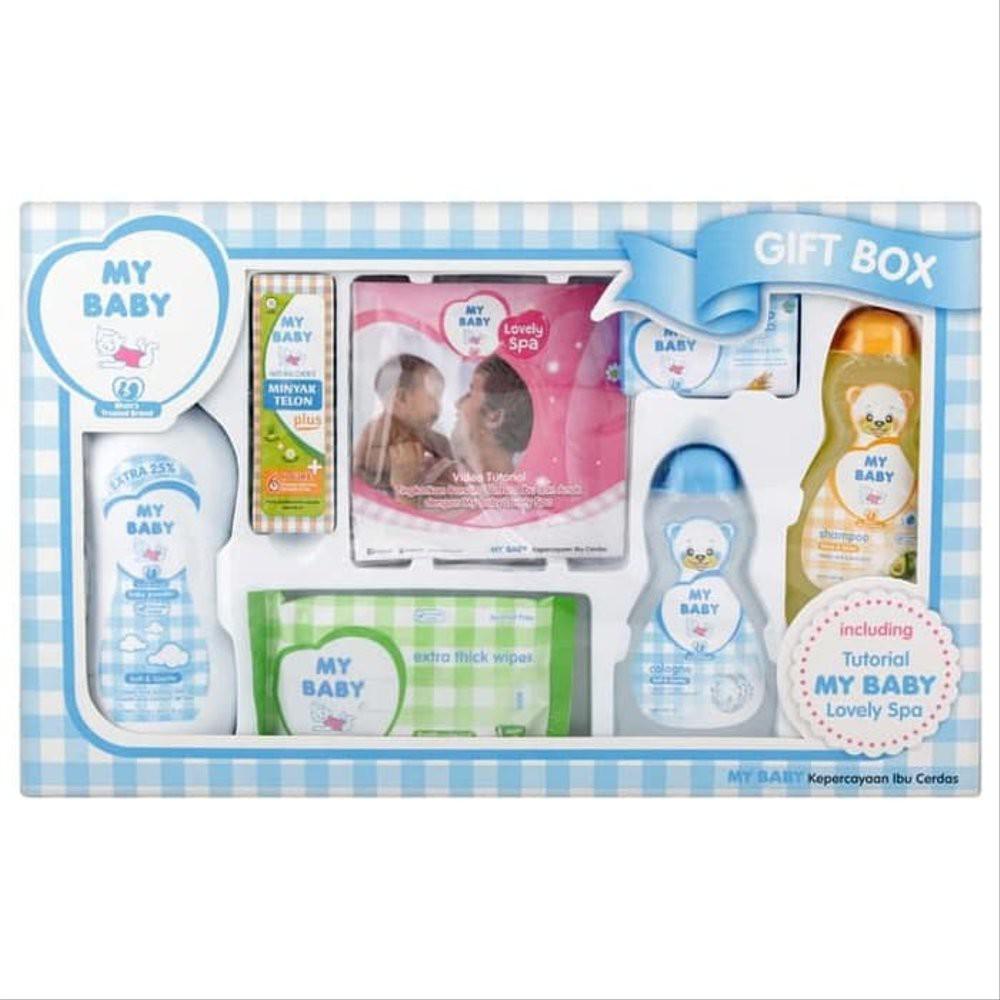 GIFT BOX
MY
BABY
Mom's
Trusted Brand
MY
BABY
MINYAK
TELON
plus
MY
BABY
Lovely
Spa
Video Tutorial
MY BABY Kepercayaan Ibu Cerdas
MY
BABY
EXTRA 25%
MY
BABY
baby powder
Soft & Gentle
MY
BABY
extra thick wipes
MY
BABY
cologne
Soft & Gentle
MY
BABY
shampoo
including
Tutorial
MY BABY
Lovely Spa
MY BABY Kepercayaan Ibu Cerdas